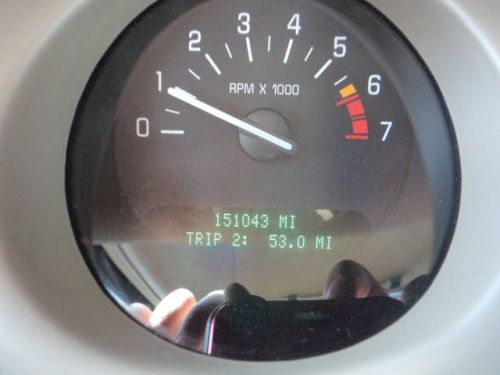 0 1 2 3 4 5 6 7
RPM X 1000
151043 MI
TRIP 2: 53.0 MI